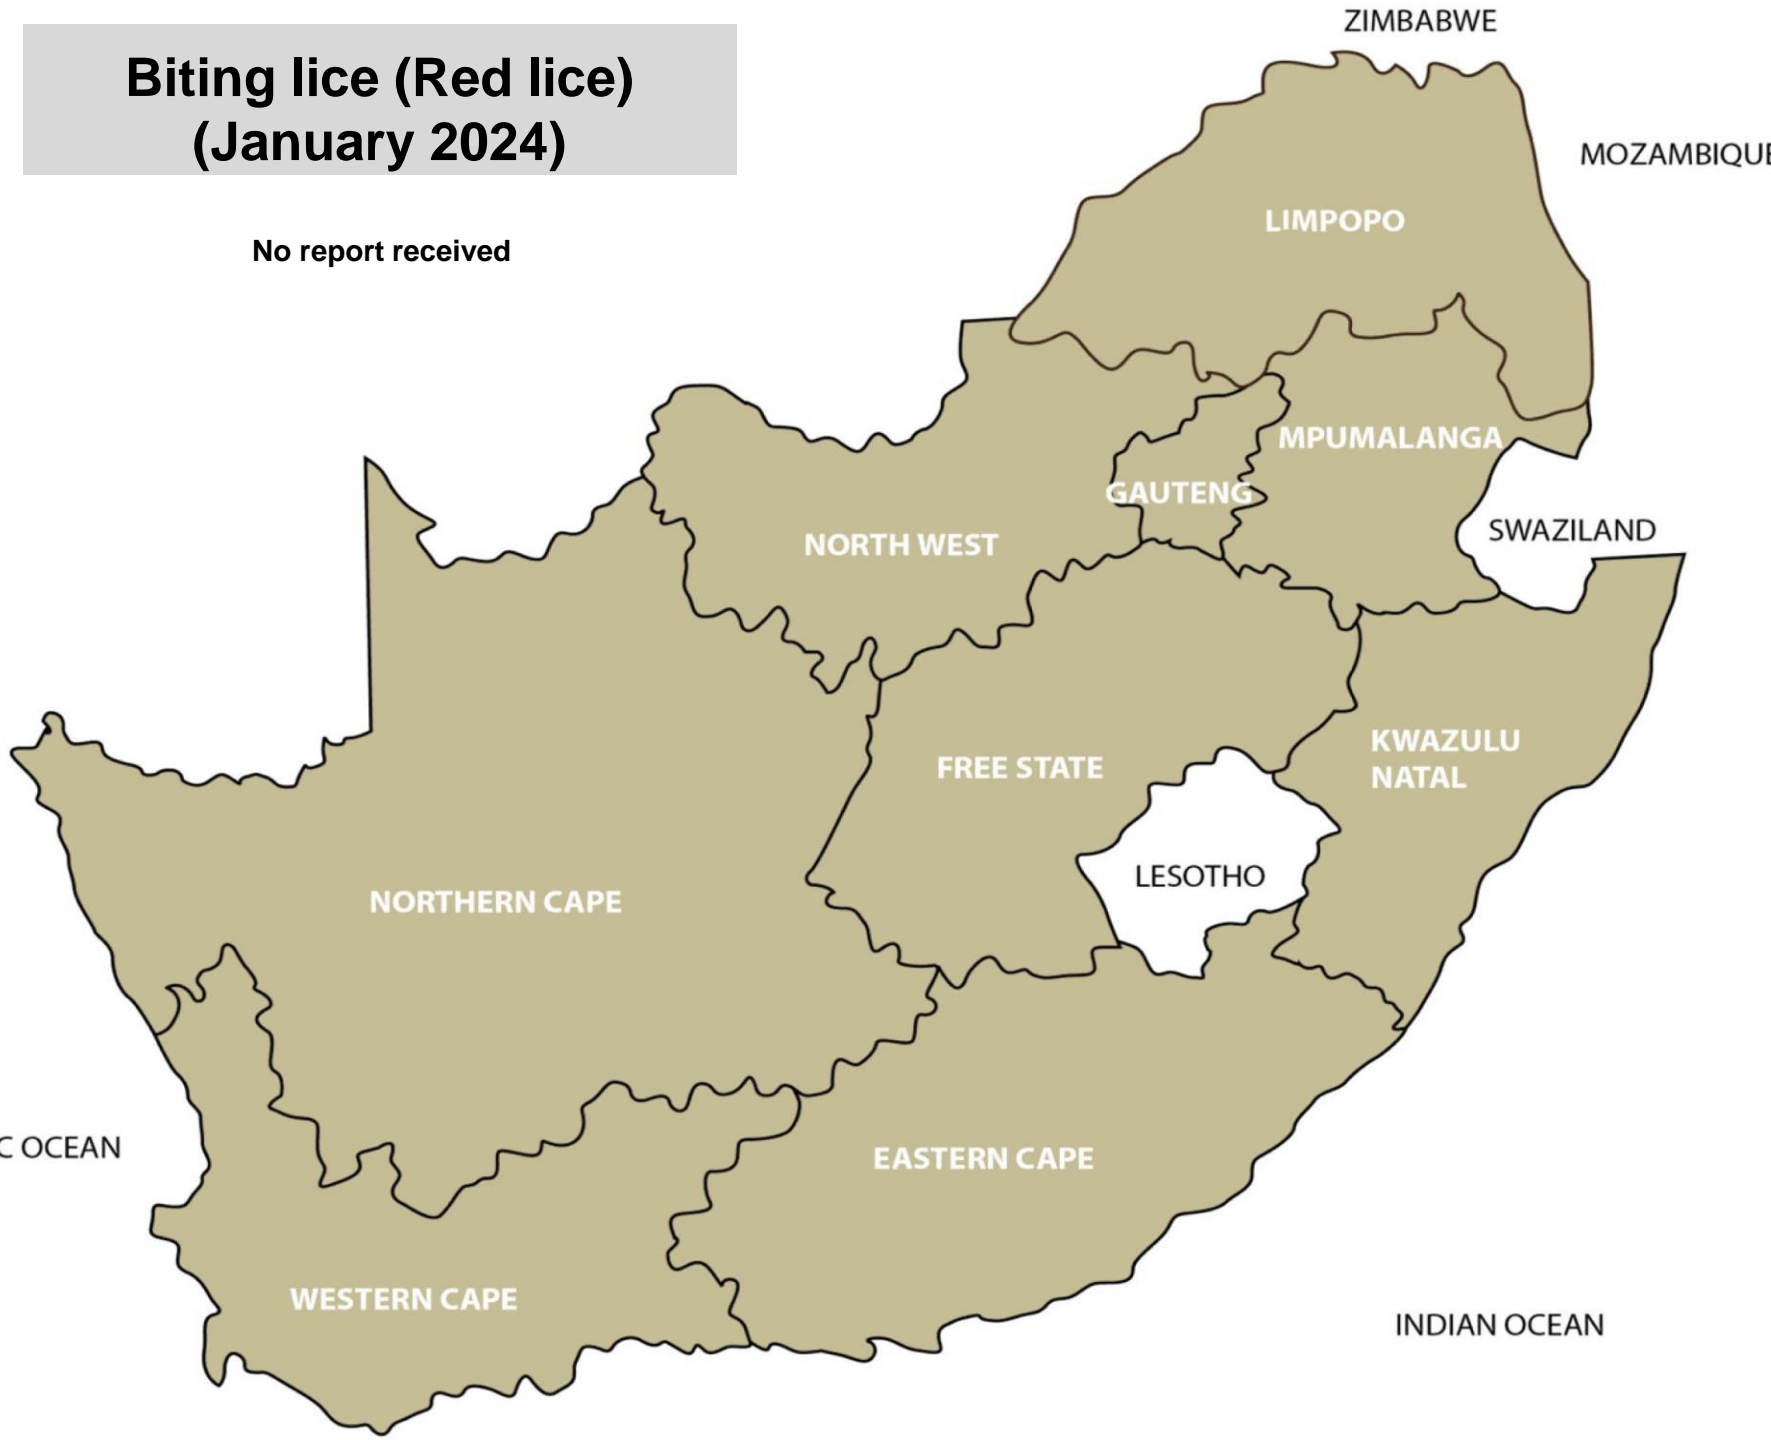 ZIMBABWE
Biting lice (Red lice)
(January 2024)
MOZAMBIQUE
LIMPOPO
No report received
MPUMALANGA
GAUTENG
SWAZILAND
NORTH WEST
KWAZULU
NATAL
FREE STATE
LESOTHO
NORTHERN CAPE
C OCEAN
EASTERN CAPE
WESTERN CAPE
INDIAN OCEAN